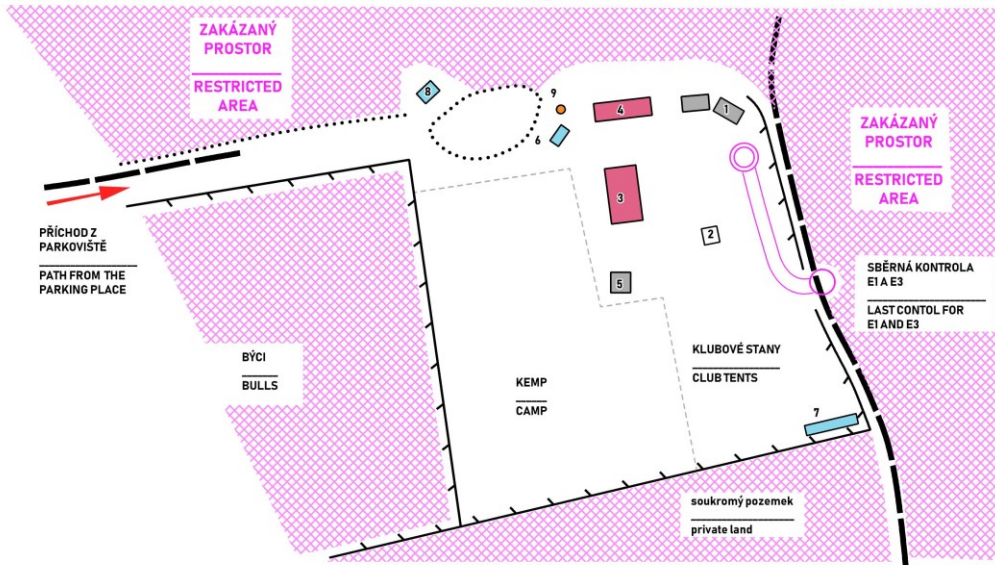 ZAKÁZANÝ
PROSTOR
RESTRICTED
AREA
8
9
4
1
6
3
2
5
ZAKÁZANÝ
PROSTOR
RESTRICTED
AREA
PŘÍCHOD Z
PARKOVIŠTĚ
PATH FROM THE
PARKING PLACE
SBĚRNÁ KONTROLA
E1 A E3
LAST CONTOL FOR
E1 AND E3
BÝCI
BULLS
KEMP
CAMP
KLUBOVÉ STANY
CLUB TENTS
7
soukromý pozemek
private land